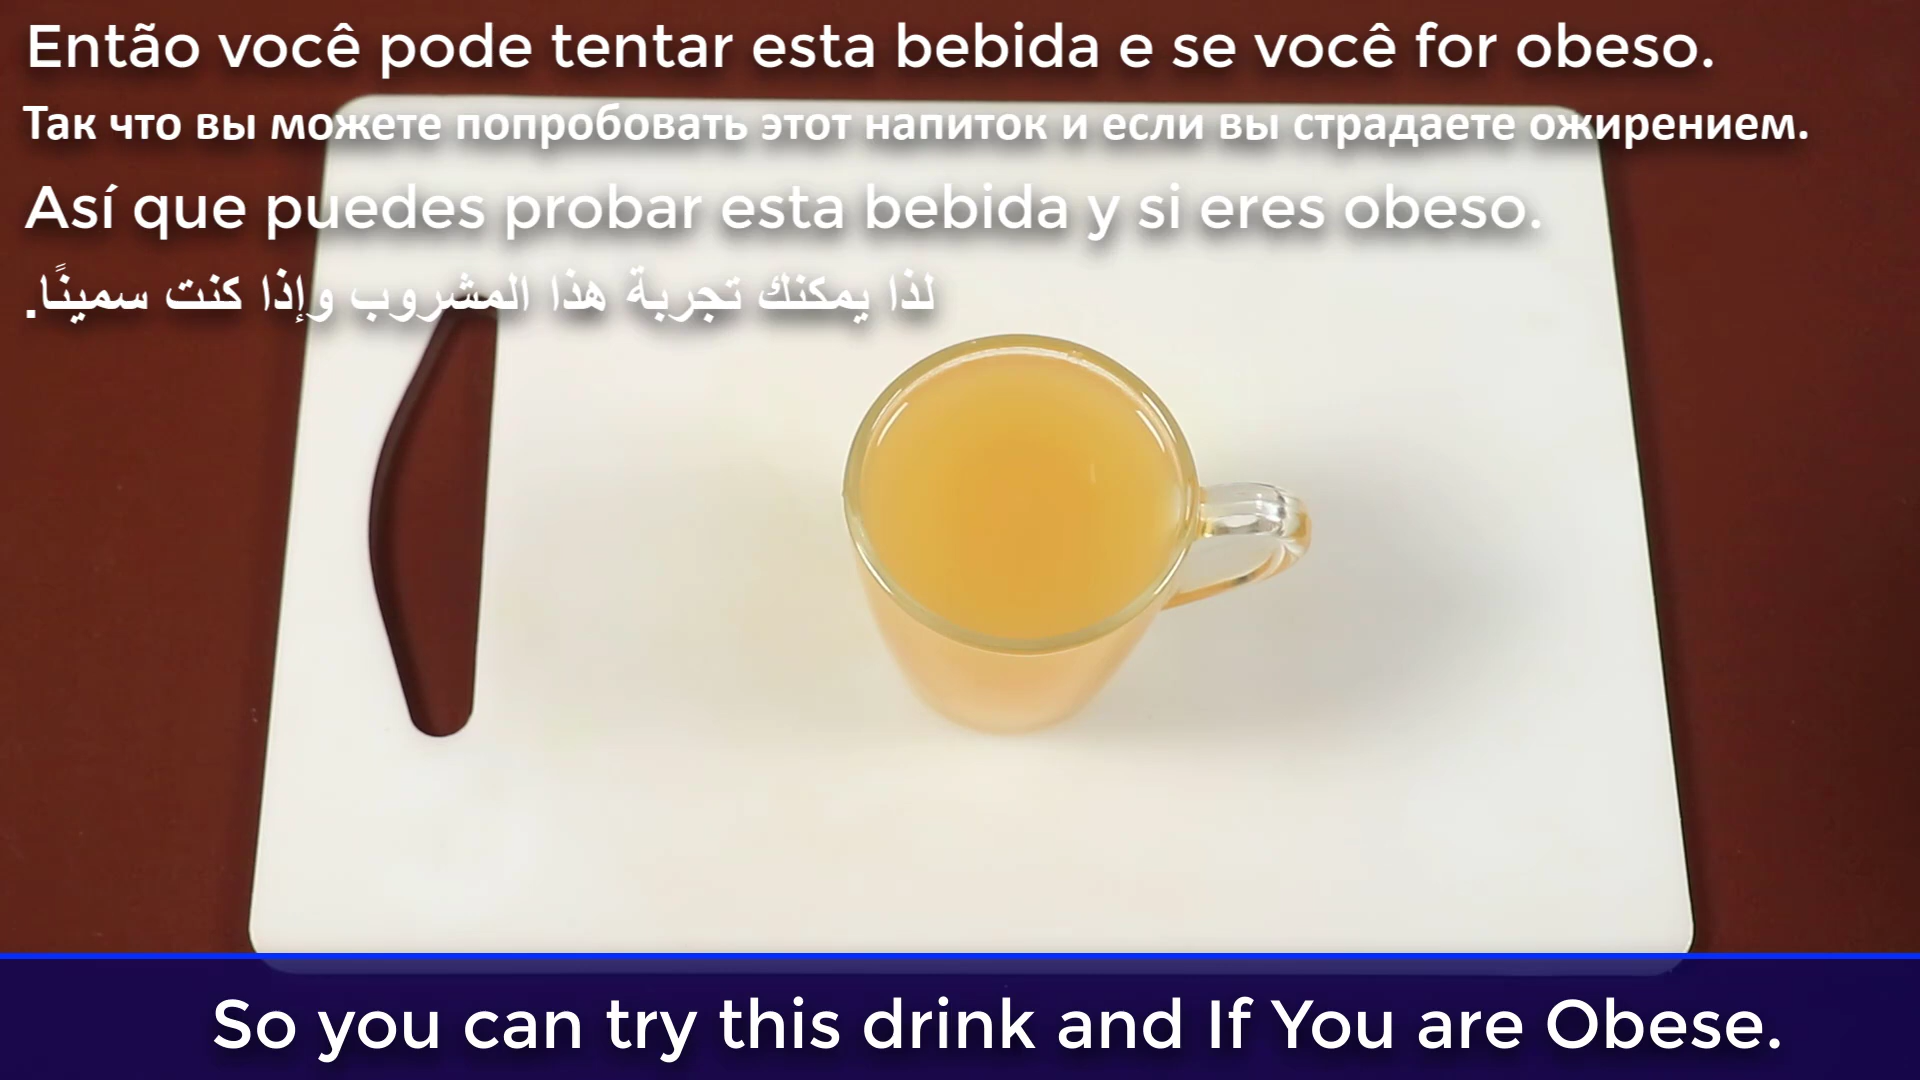 Então você pode tentar esta bebida e se você for obeso.
Так что вы можете попробовать этот напиток и если вы страдаете ожирением.
Así que puedes probar esta bebida y si eres obeso.
لذا يمكنك تجربة هذا المشروب وإذا كنت سمينًا.
So you can try this drink and If You are Obese.